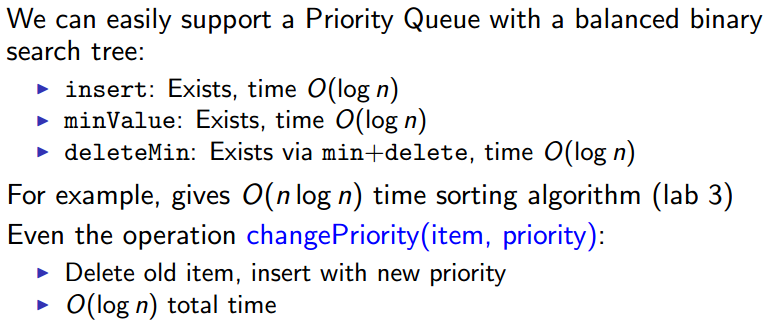 We can easily support a Priority Queue with a balanced binary
search tree:
▶ insert: Exists, time O(log n)
▶ minValue: Exists, time O(log n)
▶ deleteMin: Exists via min+delete, time O(log n)
For example, gives O(n log n) time sorting algorithm (lab 3)
Even the operation changePriority(item, priority):
▶ Delete old item, insert with new priority
▶ O(log n) total time